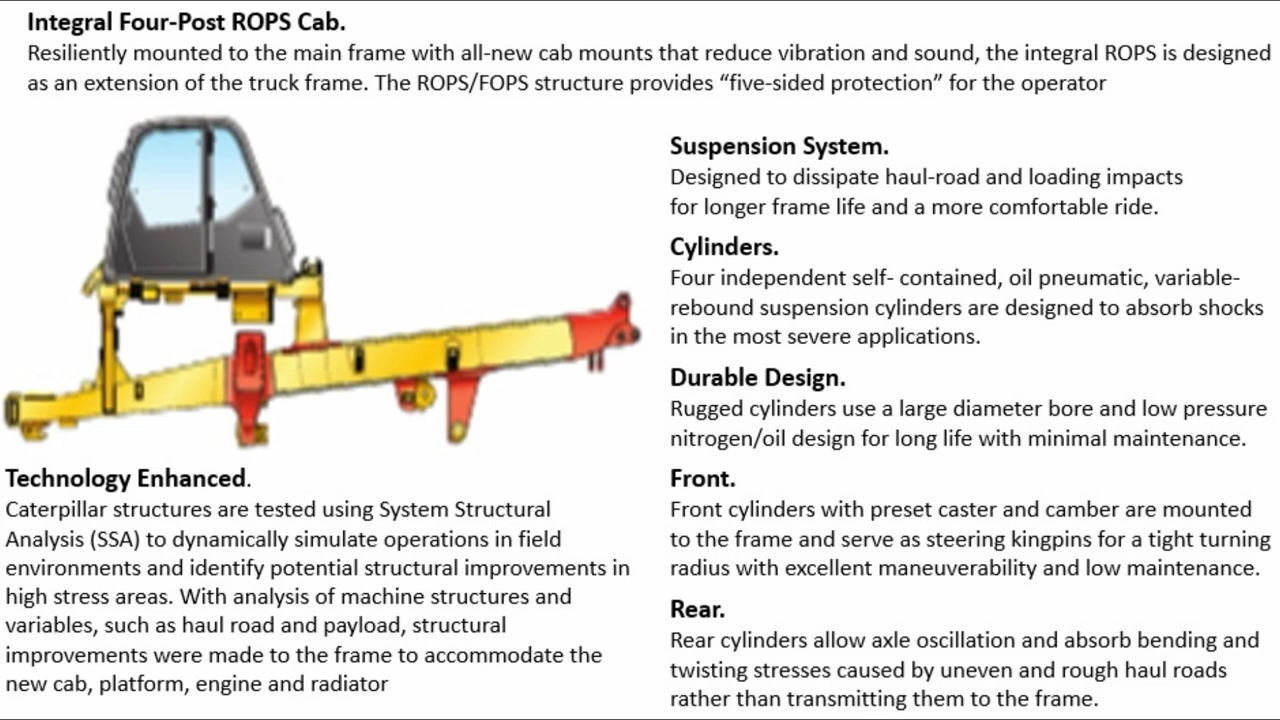 Integral Four-Post ROPS Cab.
Resiliently mounted to the main frame with all-new cab mounts that reduce vibration and sound, the integral ROPS is designed
as an extension of the truck frame. The ROPS/FOPS structure provides “five-sided protection” for the operator
Suspension System.
Designed to dissipate haul-road and loading impacts
for longer frame life and a more comfortable ride.
Cylinders.
Four independent self- contained, oil pneumatic, variable-
rebound suspension cylinders are designed to absorb shocks
in the most severe applications.
Durable Design.
Rugged cylinders use a large diameter bore and low pressure
nitrogen/oil design for long life with minimal maintenance.
Front.
Front cylinders with preset caster and camber are mounted
to the frame and serve as steering kingpins for a tight turning
radius with excellent maneuverability and low maintenance.
Rear.
Rear cylinders allow axle oscillation and absorb bending and
twisting stresses caused by uneven and rough haul roads
rather than transmitting them to the frame.
Technology Enhanced.
Caterpillar structures are tested using System Structural
Analysis (SSA) to dynamically simulate operations in field
environments and identify potential structural improvements in
high stress areas. With analysis of machine structures and
variables, such as haul road and payload, structural
improvements were made to the frame to accommodate the
new cab, platform, engine and radiator